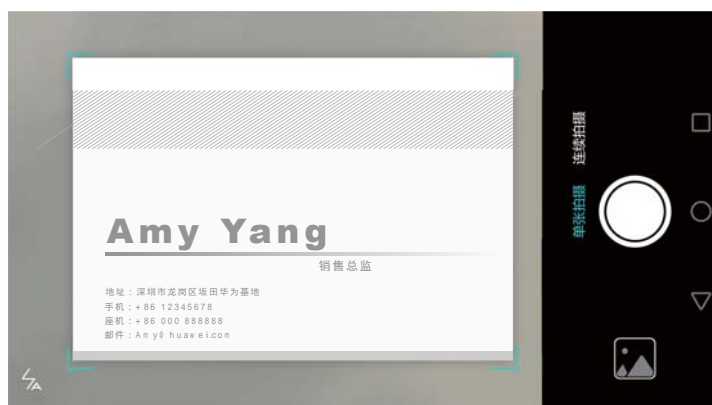 Amy Yang
销售总监
地址：深圳市龙岗区坂田华为基地
手机：+86 12345678
座机：+86 000 888888
邮件：Amy@huawei.com
连续拍摄
单张拍摄